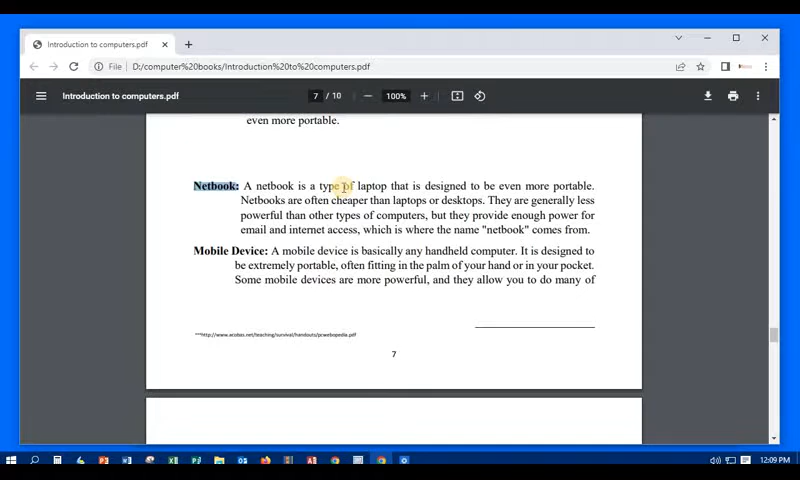 Introduction to computers.pdf
File D:/computer%20books/Introduction%20to%20computers.pdf
Introduction to computers.pdf 7 / 10 100%
even more portable.
Netbook: A netbook is a type of laptop that is designed to be even more portable.
Netbooks are often cheaper than laptops or desktops. They are generally less
powerful than other types of computers, but they provide enough power for
email and internet access, which is where the name "netbook" comes from.
Mobile Device: A mobile device is basically any handheld computer. It is designed to
be extremely portable, often fitting in the palm of your hand or in your pocket.
Some mobile devices are more powerful, and they allow you to do many of
7
12:09 PM